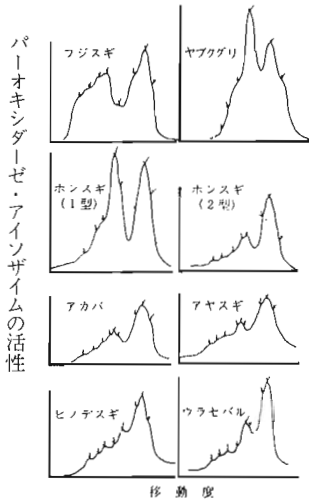 パーオキシダーゼ・アイソザイムの活性
フジスギ
ヤブクグリ
ホンスギ
(1型)
ホンスギ
(2型)
アカバ
アヤスギ
ヒノデスギ
ウラセバル
移動度